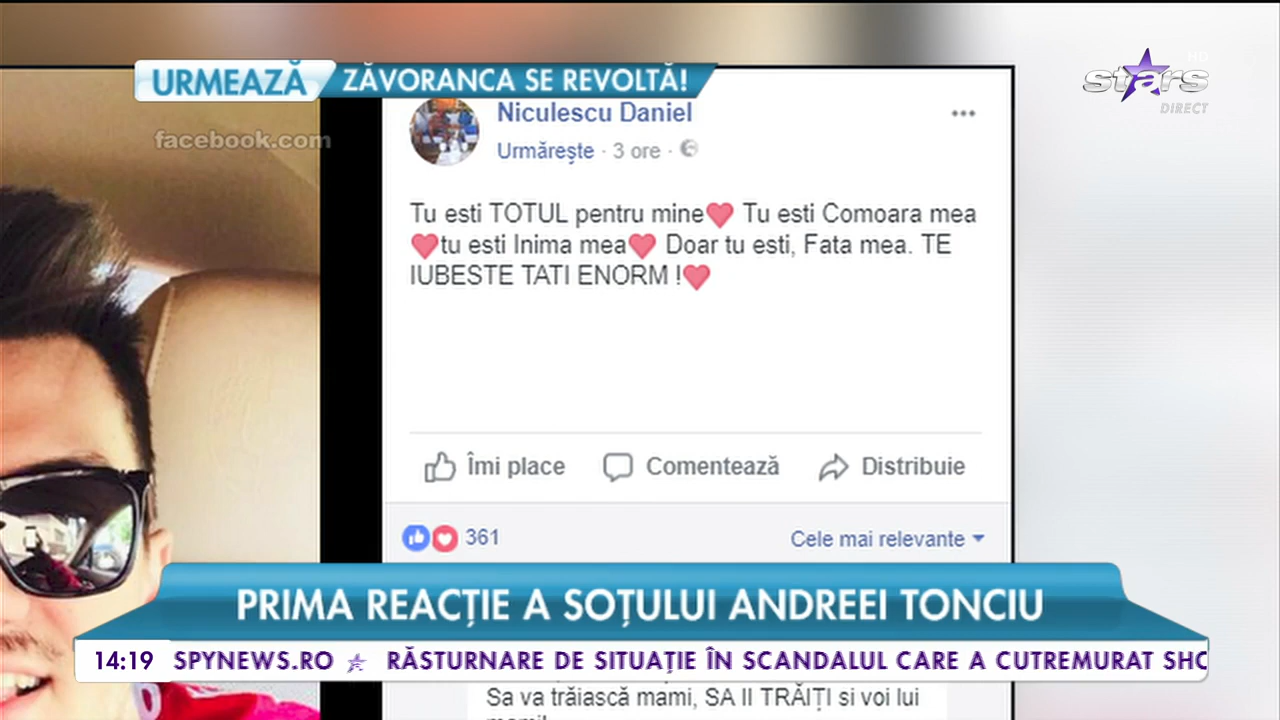 URMEAZĂ ZĂVORANCA SE REVOLTĂ!
HD
stars
DIRECT
facebook.com
Niculescu Daniel
Urmărește · 3 ore ·
Tu esti TOTUL pentru mine❤ Tu esti Comoara mea
❤tu esti Inima mea❤ Doar tu esti, Fata mea. TE
IUBESTE TATI ENORM !❤
Îmi place Comentează Distribuie
361 Cele mai relevante
PRIMA REACȚIE A SOȚULUI ANDREEI TONCIU
14:19 SPYNEWS.RO RĂSTURNARE DE SITUAȚIE ÎN SCANDALUL CARE A CUTREMURAT SHO
Sa va trăiască mami, SA II TRĂIȚI si voi lui